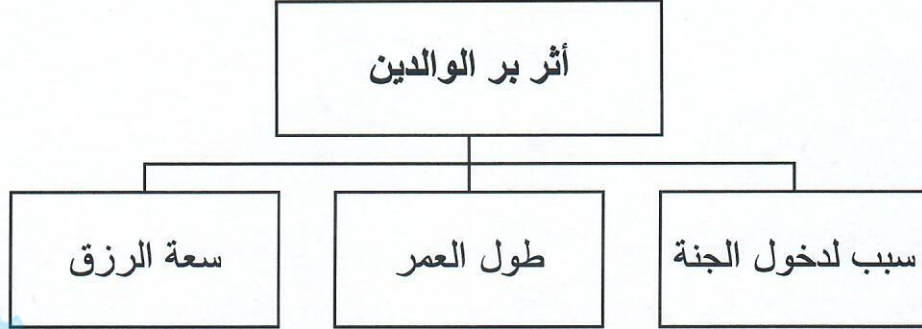 أثر بر الوالدين
سبب لدخول الجنة
طول العمر
سعة الرزق